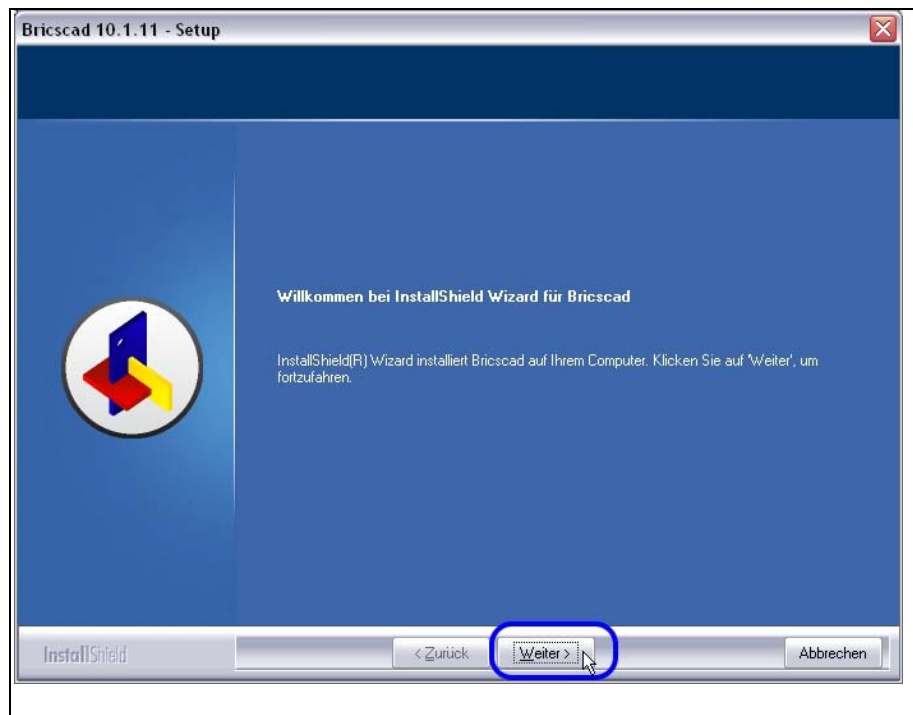 Bricscad 10.1.11 - Setup
Willkommen bei InstallShield Wizard für Bricscad
InstallShield(R) Wizard installiert Bricscad auf Ihrem Computer. Klicken Sie auf 'Weiter', um
fortzufahren.
InstallShield
< Zurück
Weiter >
Abbrechen